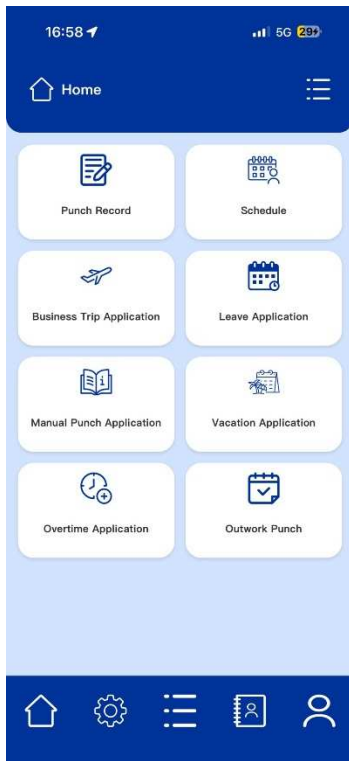 16:58 5G 29
Home
Punch Record
Schedule
Business Trip Application
Leave Application
Manual Punch Application
Vacation Application
Overtime Application
Outwork Punch